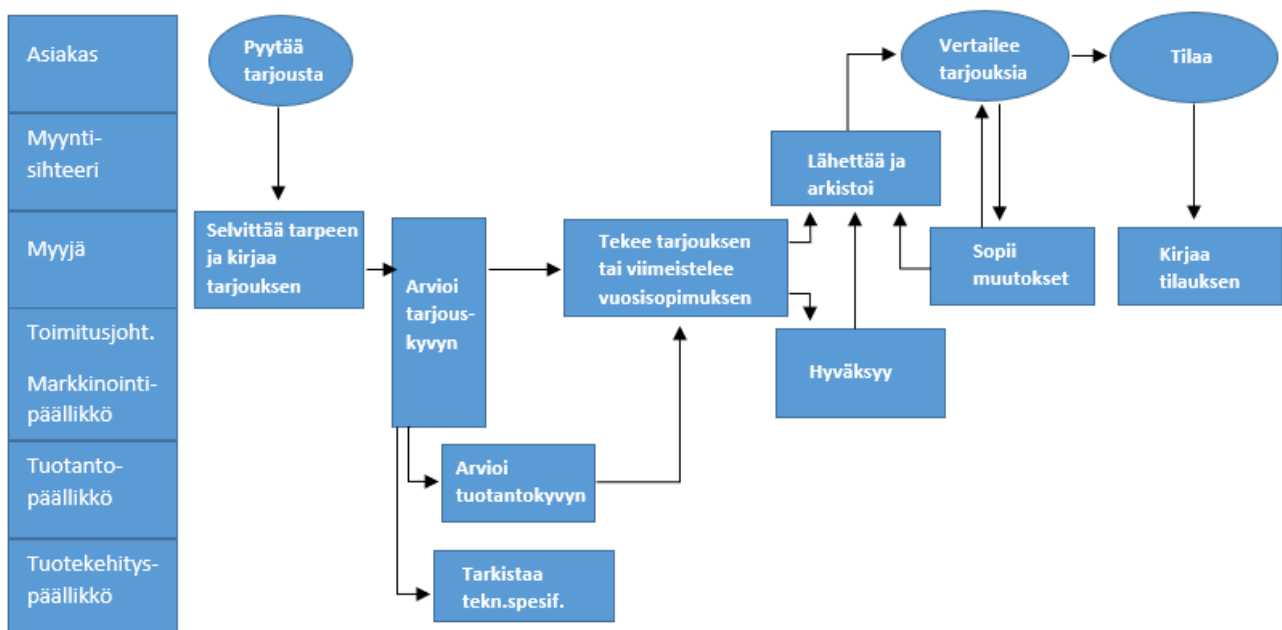 Asiakas
Myynti-
sihteeri
Myyjä
Toimitusjoht.
Markkinointi-
päällikkö
Tuotanto-
päällikkö
Tuotekehitys-
päällikkö
Pyytää
tarjousta
Selvittää tarpeen
ja kirjaa
tarjouksen
Arvioi
tarjous-
kyvyn
Arvioi
tuotantokyvyn
Tarkistaa
tekn.spesif.
Tekee tarjouksen
tai viimeistelee
vuosisopimuksen
Hyväksyy
Lähettää ja
arkistoi
Vertailee
tarjouksia
Sopii
muutokset
Tilaa
Kirjaa
tilauksen